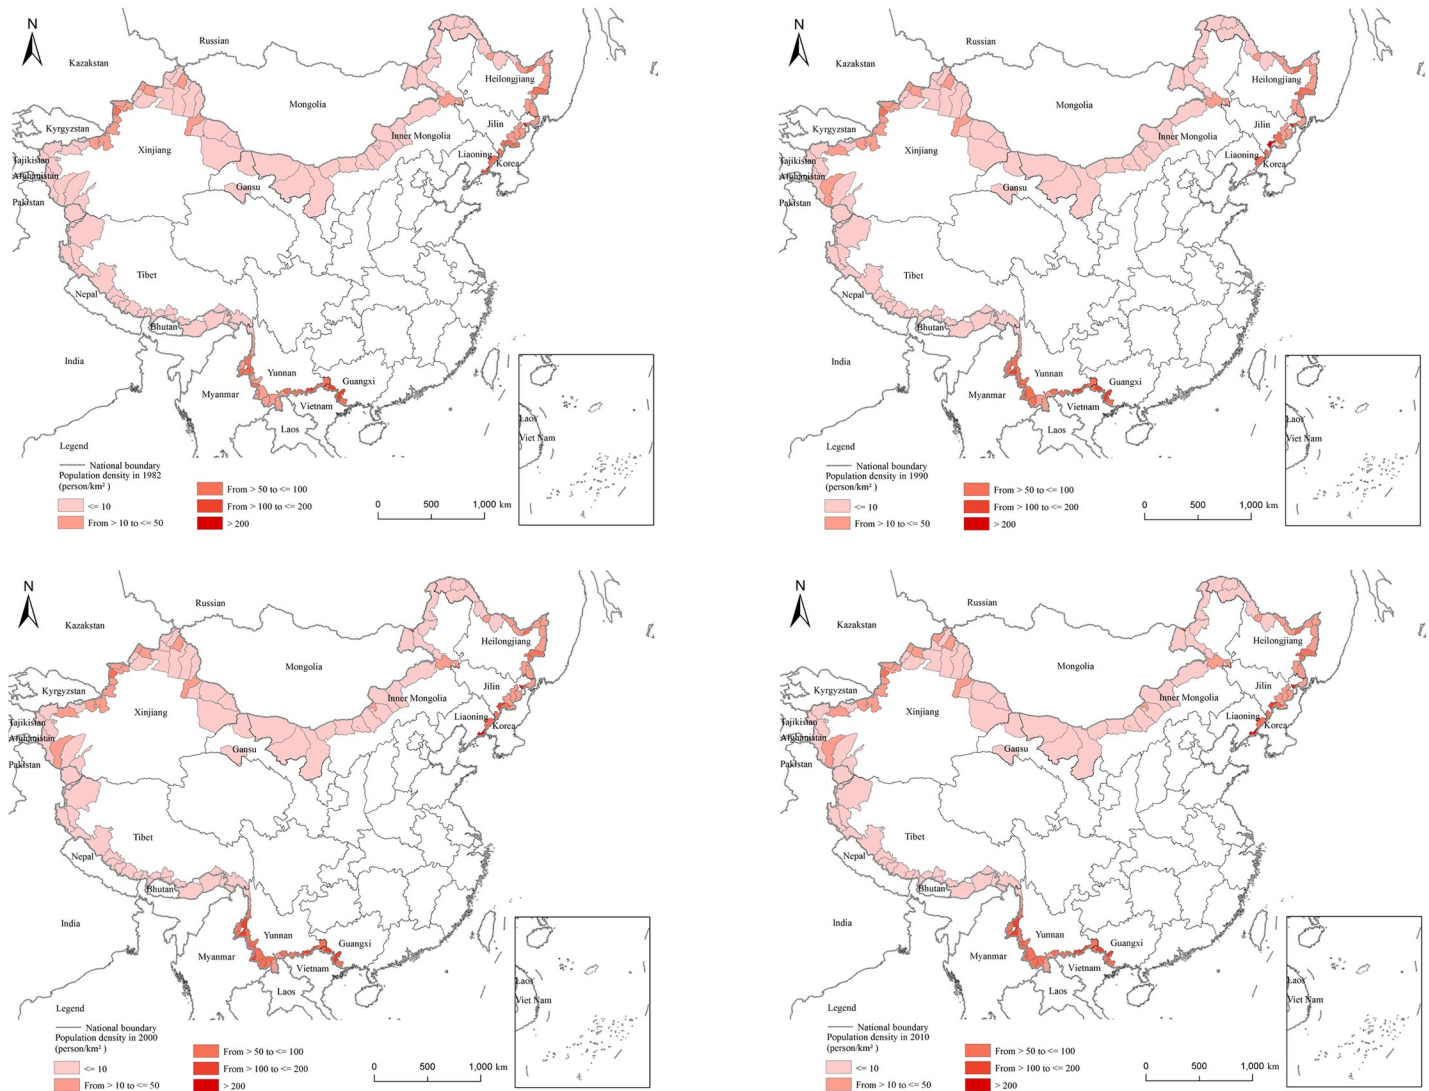 N
Russian
Kazakstan
Heilongjiang
Mongolia
Jilin
Kyrgyzstan
Inner Mongolia
Xinjiang
Liaoning
Tajikistan
Korea
Afghanistan
Gansu
Pakistan
Tibet
Nepal
Bhutan
India
Yunnan
Guangxi
Myanmar
Vietnam
Laos
Laos
Viet Nam
Legend
National boundary
Population density in 1982
(person/km²)
<= 10
From > 10 to <= 50
From > 50 to <= 100
From > 100 to <= 200
> 200
0 500 1,000 km
N
Russian
Kazakstan
Heilongjiang
Mongolia
Jilin
Kyrgyzstan
Inner Mongolia
Xinjiang
Liaoning
Tajikistan
Korea
Afghanistan
Gansu
Pakistan
Tibet
Nepal
Bhutan
India
Yunnan
Guangxi
Myanmar
Vietnam
Laos
Laos
Viet Nam
Legend
National boundary
Population density in 1990
(person/km²)
<= 10
From > 10 to <= 50
From > 50 to <= 100
From > 100 to <= 200
> 200
0 500 1,000 km
N
Russian
Kazakstan
Heilongjiang
Mongolia
Jilin
Kyrgyzstan
Inner Mongolia
Xinjiang
Liaoning
Tajikistan
Korea
Afghanistan
Gansu
Pakistan
Tibet
Nepal
Bhutan
India
Yunnan
Guangxi
Myanmar
Vietnam
Laos
Laos
Viet Nam
Legend
National boundary
Population density in 2000
(person/km²)
<= 10
From > 10 to <= 50
From > 50 to <= 100
From > 100 to <= 200
> 200
0 500 1,000 km
N
Russian
Kazakstan
Heilongjiang
Mongolia
Jilin
Kyrgyzstan
Inner Mongolia
Xinjiang
Liaoning
Tajikistan
Korea
Afghanistan
Gansu
Pakistan
Tibet
Nepal
Bhutan
India
Yunnan
Guangxi
Myanmar
Vietnam
Laos
Laos
Viet Nam
Legend
National boundary
Population density in 2010
(person/km²)
<= 10
From > 10 to <= 50
From > 50 to <= 100
From > 100 to <= 200
> 200
0 500 1,000 km